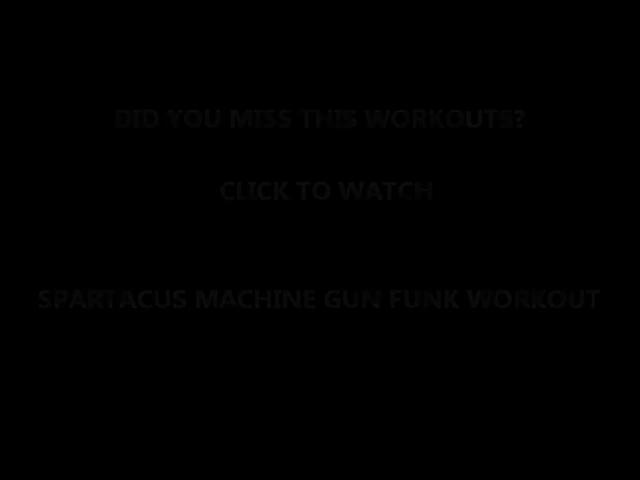 DID YOU MISS THIS WORKOUTS?
CLICK TO WATCH
SPARTACUS MACHINE GUN FUNK WORKOUT